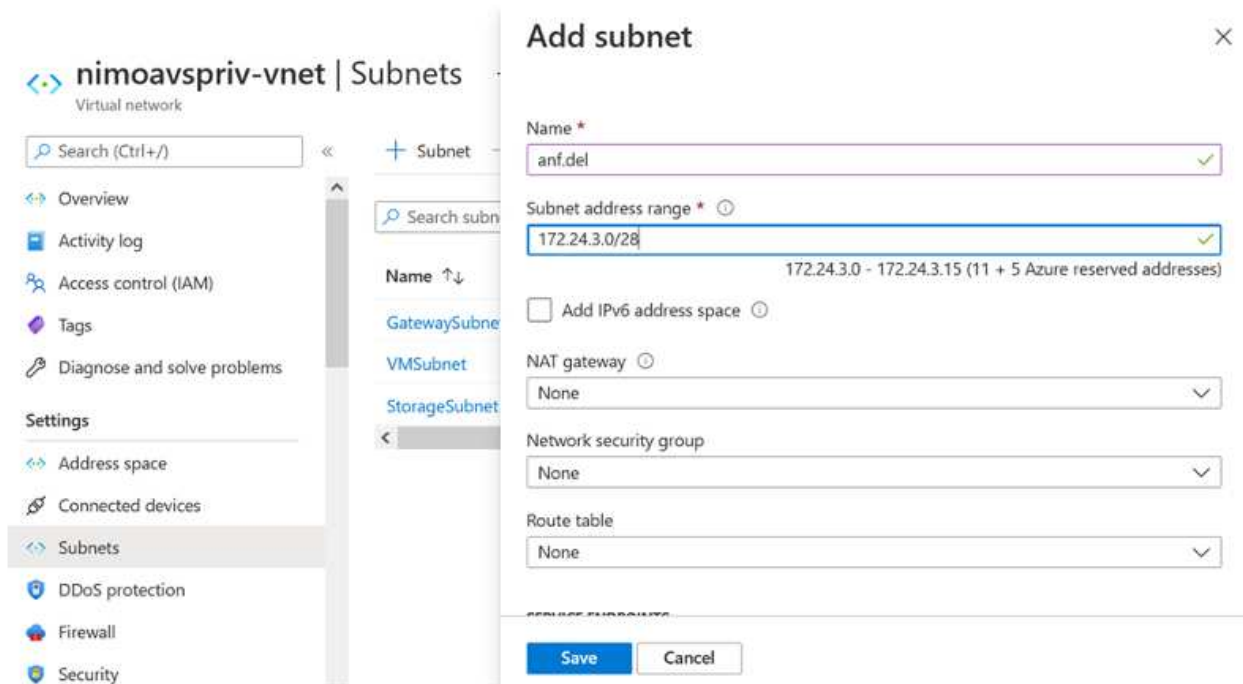 nimoavspriv-vnet | Subnets
Virtual network
Search (Ctrl+/)
«
Overview
Activity log
Access control (IAM)
Tags
Diagnose and solve problems
Settings
Address space
Connected devices
Subnets
DDoS protection
Firewall
Security
+ Subnet
Search subn
Name ↑↓
GatewaySubne
VMSubnet
StorageSubnet
Add subnet
Name *
anf.del
Subnet address range *
172.24.3.0/28
172.24.3.0 - 172.24.3.15 (11 + 5 Azure reserved addresses)
Add IPv6 address space
NAT gateway
None
Network security group
None
Route table
None
SERVICE ENDPOINTS
Save
Cancel